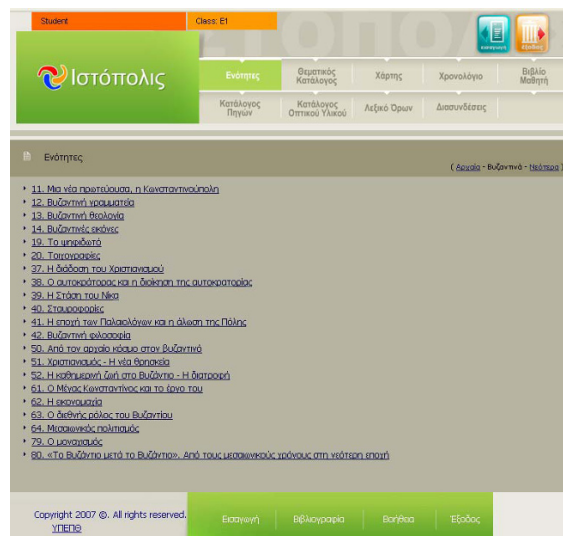 Student Class: E1
εισαγωγή Έξοδος
Ιστόπολις
Ενότητες Θεματικός Κατάλογος Χάρτης Χρονολόγιο Βιβλίο Μαθητή
Κατάλογος Πηγών Κατάλογος Οπτικού Υλικού Λεξικό Όρων Διασυνδέσεις
Ενότητες
( Αρχαία - Βυζαντινά - Νεότερα )
11. Μια νέα πρωτεύουσα, η Κωνσταντινούπολη
12. Βυζαντινή γραμματεία
13. Βυζαντινή θεολογία
14. Βυζαντινές εικόνες
19. Το ψηφιδωτό
20. Τοιχογραφίες
37. Η διάδοση του Χριστιανισμού
38. Ο αυτοκράτορας και η διοίκηση της αυτοκρατορίας
39. Η Στάση του Νίκα
40. Σταυροφορίες
41. Η εποχή των Παλαιολόγων και η άλωση της Πόλης
42. Βυζαντινή φιλοσοφία
50. Από τον αρχαίο κόσμο στον βυζαντινό
51. Χριστιανισμός - Η νέα θρησκεία
52. Η καθημερινή ζωή στο Βυζάντιο - Η διατροφή
61. Ο Μέγας Κωνσταντίνος και το έργο του
62. Η εικονομαχία
63. Ο διεθνής ρόλος του Βυζαντίου
64. Μεσαιωνικός πολιτισμός
79. Ο μοναχισμός
80. «Το Βυζάντιο μετά το Βυζάντιο». Από τους μεσαιωνικούς χρόνους στη νεότερη εποχή
Copyright 2007 ©. All rights reserved.
ΥΠΕΠΘ
Εισαγωγή Βιβλιογραφία Βοήθεια Έξοδος